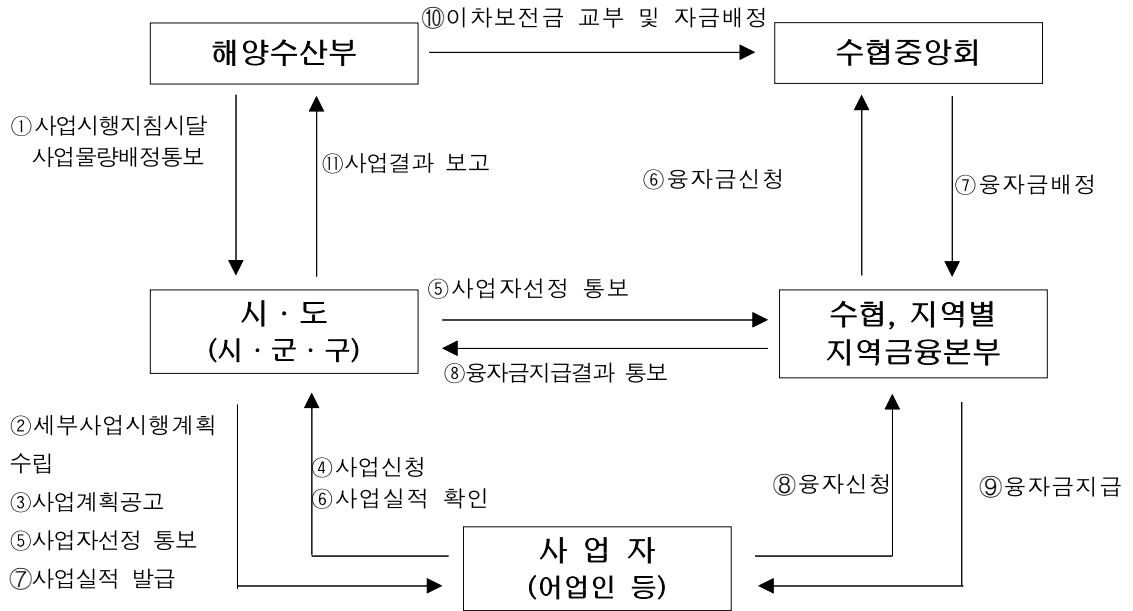 ⑩이차보전금 교부 및 자금배정
해양수산부
수협중앙회
①사업시행지침시달
사업물량배정통보
⑪사업결과 보고
⑥융자금신청
⑦융자금배정
⑤사업자선정 통보
시 · 도
(시 · 군 · 구)
수협, 지역별
지역금융본부
⑧융자금지급결과 통보
②세부사업시행계획
수립
③사업계획공고
⑤사업자선정 통보
⑦사업실적 발급
④사업신청
⑥사업실적 확인
⑧융자신청
⑨융자금지급
사 업 자
(어업인 등)